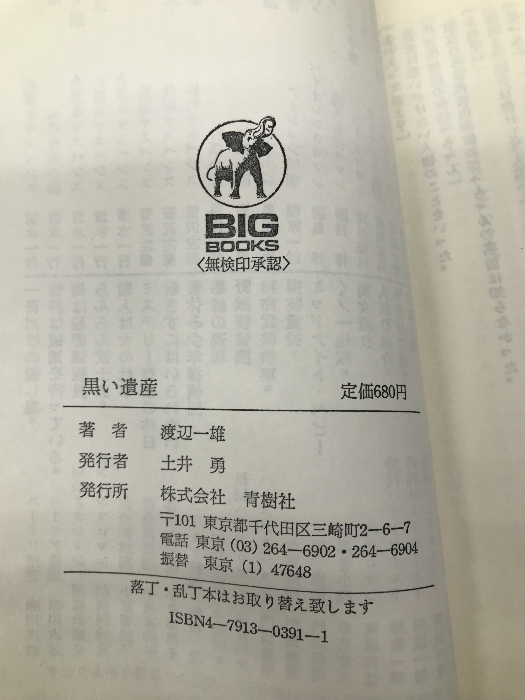 BIG
BOOKS
〈無検印承認〉
黒い遺産 定価680円
著者 渡辺一雄
発行者 土井 勇
発行所 株式会社 青樹社
〒101 東京都千代田区三崎町2—6—7
電話 東京 (03) 264—6902・264—6904
振替 東京 (1) 47648
落丁・乱丁本はお取り替え致します
ISBN4—7913—0391—1